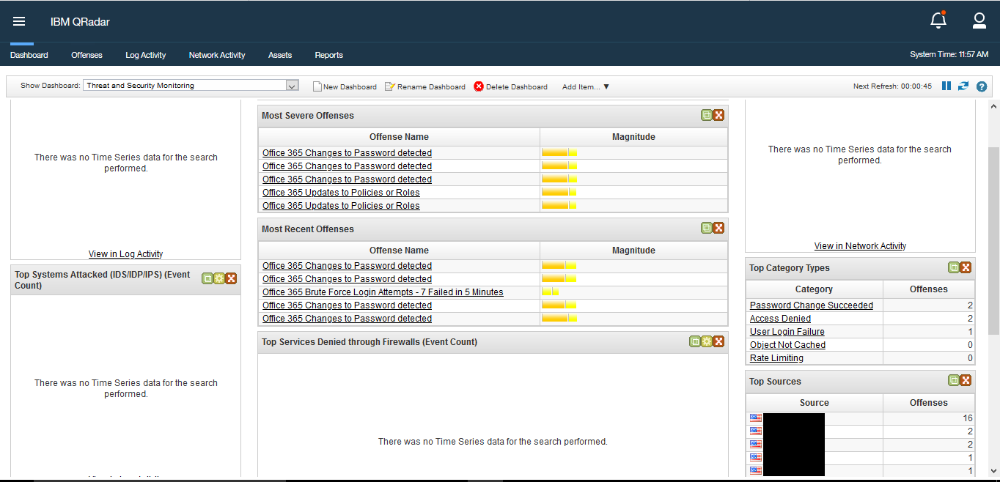 IBM QRadar
Dashboard Offenses Log Activity Network Activity Assets Reports System Time: 11:57 AM
Show Dashboard: Threat and Security Monitoring New Dashboard Rename Dashboard Delete Dashboard Add Item... ▼ Next Refresh: 00:00:45
There was no Time Series data for the search
performed.
View in Log Activity
Top Systems Attacked (IDS/IDP/IPS) (Event
Count)
There was no Time Series data for the search
performed.
Most Severe Offenses
Offense Name Magnitude
Office 365 Changes to Password detected
Office 365 Changes to Password detected
Office 365 Changes to Password detected
Office 365 Updates to Policies or Roles
Office 365 Updates to Policies or Roles
Most Recent Offenses
Offense Name Magnitude
Office 365 Changes to Password detected
Office 365 Changes to Password detected
Office 365 Brute Force Login Attempts - 7 Failed in 5 Minutes
Office 365 Changes to Password detected
Office 365 Changes to Password detected
Top Services Denied through Firewalls (Event Count)
There was no Time Series data for the search performed.
There was no Time Series data for the search
performed.
View in Network Activity
Top Category Types
Category Offenses
Password Change Succeeded 2
Access Denied 2
User Login Failure 1
Object Not Cached 0
Rate Limiting 0
Top Sources
Source Offenses
16
2
2
1
1